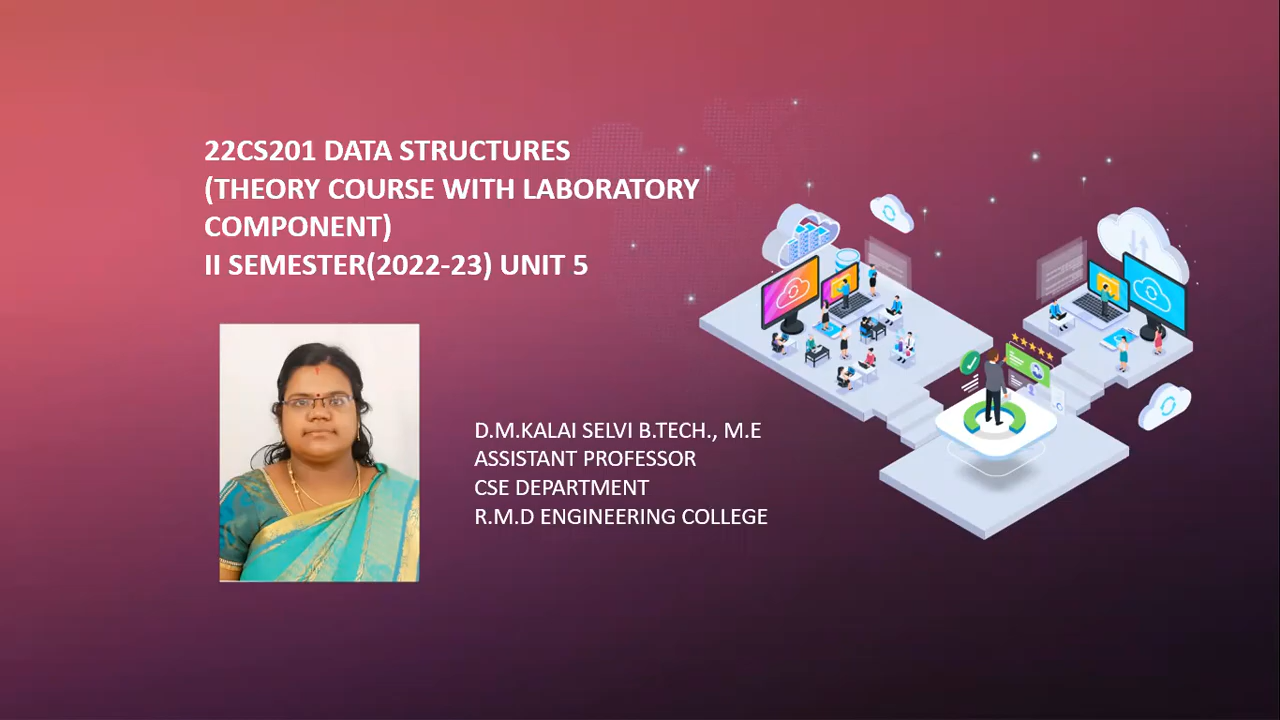 22CS201 DATA STRUCTURES
(THEORY COURSE WITH LABORATORY
COMPONENT)
II SEMESTER(2022-23) UNIT 5
D.M.KALAI SELVI B.TECH., M.E
ASSISTANT PROFESSOR
CSE DEPARTMENT
R.M.D ENGINEERING COLLEGE